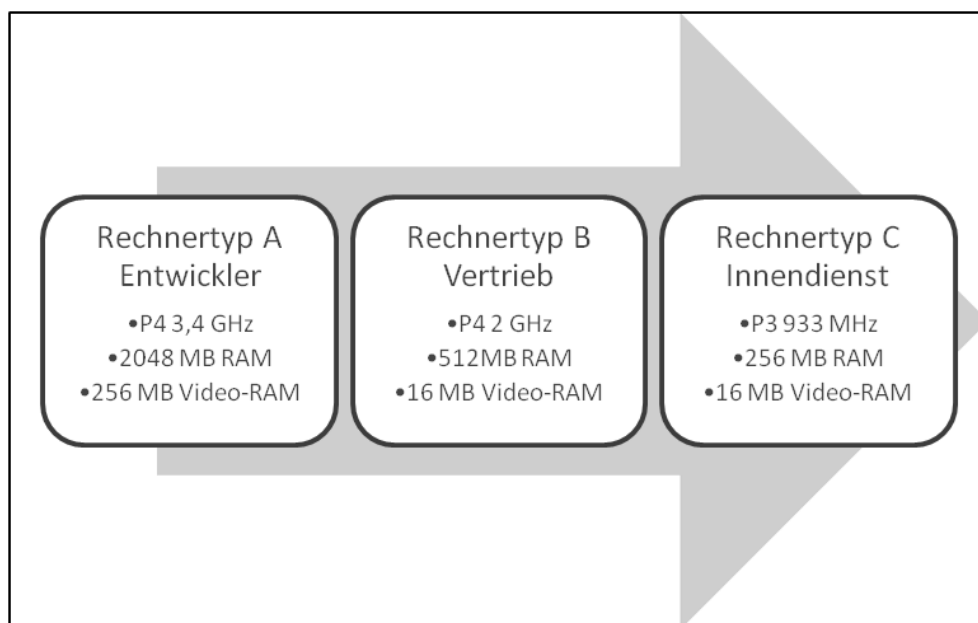 Rechnertyp A
Entwickler
•P4 3,4 GHz
•2048 MB RAM
•256 MB Video-RAM
Rechnertyp B
Vertrieb
•P4 2 GHz
•512MB RAM
•16 MB Video-RAM
Rechnertyp C
Innendienst
•P3 933 MHz
•256 MB RAM
•16 MB Video-RAM